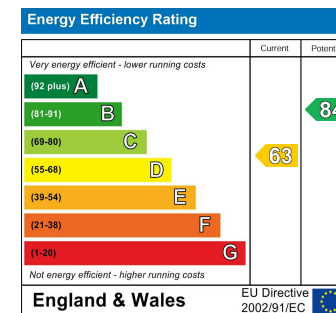 Energy Efficiency Rating
Current Potent
Very energy efficient - lower running costs
(92 plus) A
(81-91) B
84
(69-80) C
63
(55-68) D
(39-54) E
(21-38) F
(1-20) G
Not energy efficient - higher running costs
England & Wales
EU Directive
2002/91/EC